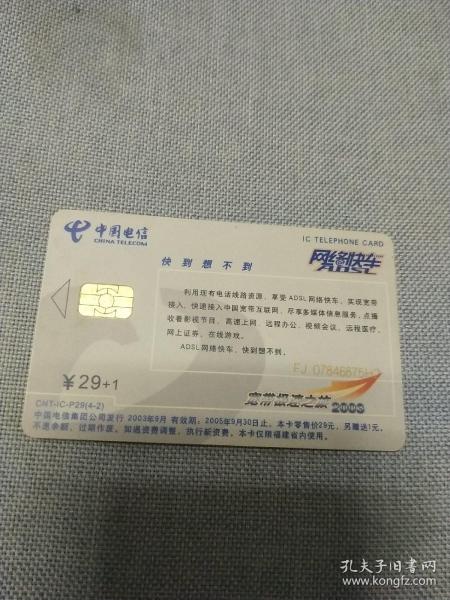 中国电信
CHINA TELECOM
IC TELEPHONE CARD
网络快车
ADSL
快到想不到
利用现有电话线路资源，享受ADSL网络快车，实现宽带
接入，快速接入中国宽带互联网，尽享多媒体信息服务，点播
收看影视节目、高速上网、远程办公、视频会议、远程医疗、
网上证券、在线游戏。
ADSL网络快车，快到想不到。
¥29+1
宽带极速之旅2003
CNT-IC-P29(4-2)
中国电信集团公司发行 2003年9月 有效期：2005年9月30日止。本卡零售价29元，另赠送1元，
不退余额，过期作废。如遇资费调整，执行新资费，本卡仅限福建省内使用。
孔夫子旧书网
www.kongfz.com